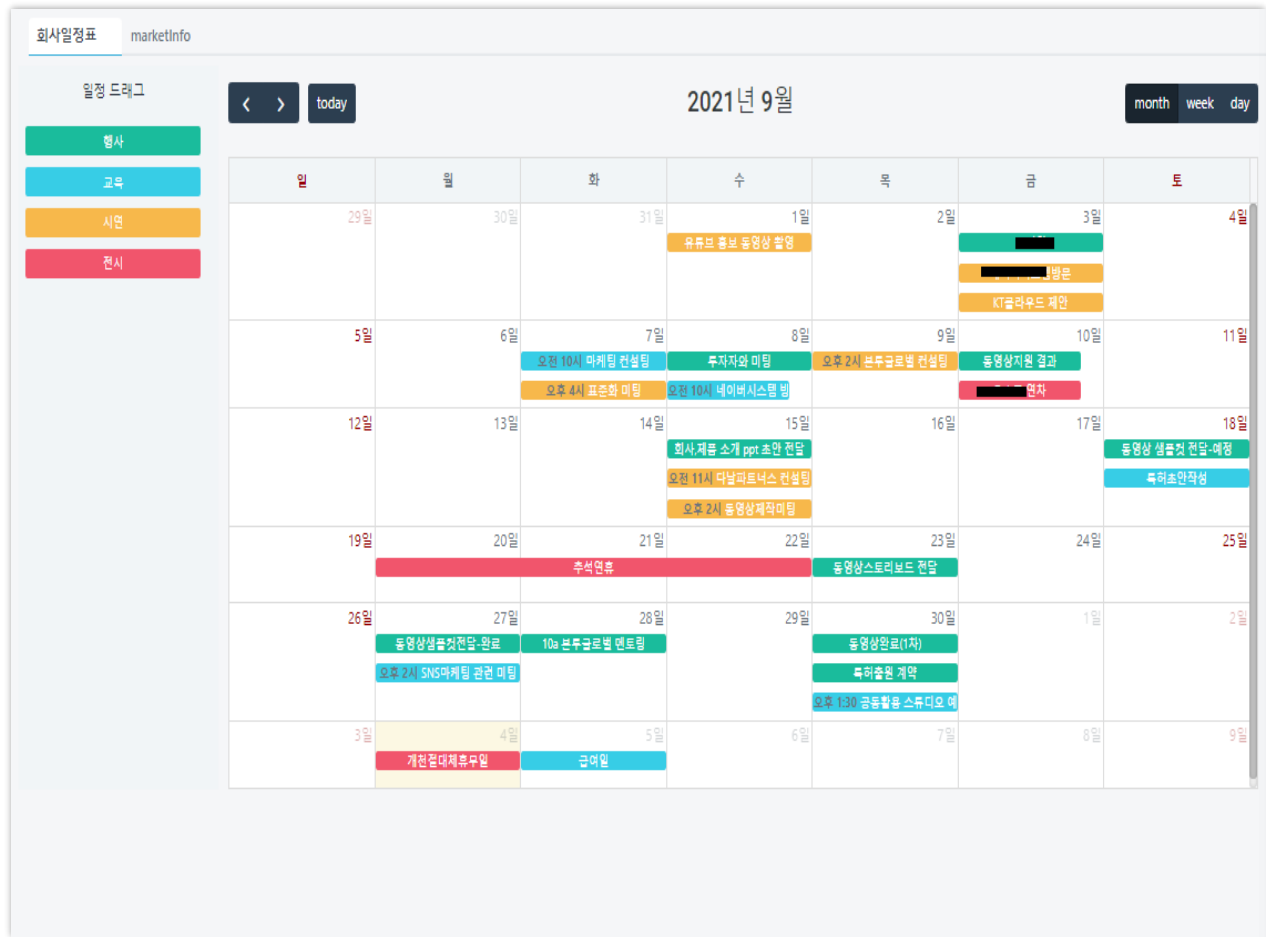 회사일정표 marketInfo
일정 드래그
today
2021년 9월
month week day
행사
교육
시연
전시
일 월 화 수 목 금 토
29일 30일 31일 1일 2일 3일 4일
유튜브 홍보 동영상 촬영
방문
KT클라우드 제안
5일 6일 7일 8일 9일 10일 11일
오전 10시 마케팅 컨설팅 투자자와 미팅 오후 2시 본투글로벌 컨설팅 동영상지원 결과
오후 4시 표준화 미팅 오전 10시 네이버시스템 방 연차
12일 13일 14일 15일 16일 17일 18일
회사,제품 소개 ppt 초안 전달 동영상 샘플컷 전달-예정
오전 11시 다날파트너스 컨설팅 특허초안작성
오후 2시 동영상제작미팅
19일 20일 21일 22일 23일 24일 25일
추석연휴 동영상스토리보드 전달
26일 27일 28일 29일 30일 1일 2일
동영상샘플컷전달-완료 10a 본투글로벌 멘토링 동영상완료(1차)
오후 2시 SNS마케팅 관련 미팅 특허출원 계약
오후 1:30 공동활용 스튜디오 예
3일 4일 5일 6일 7일 8일 9일
개천절대체휴무일 급여일